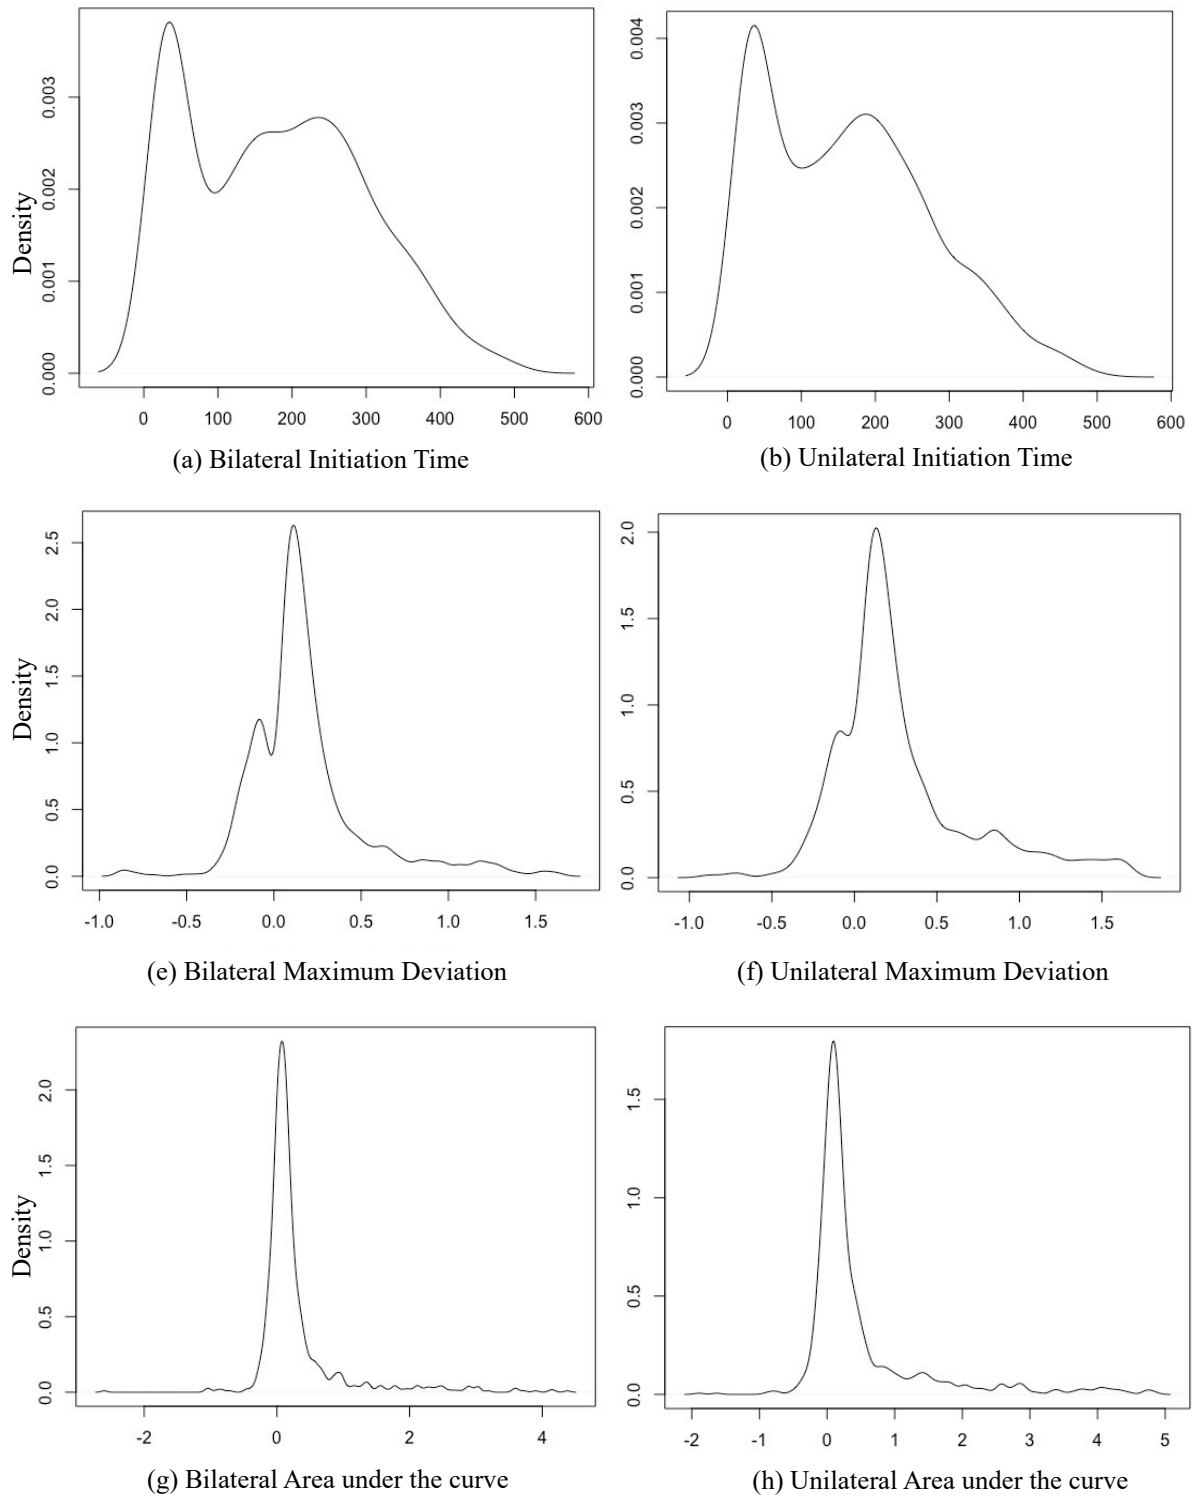 Density
0.000 0.001 0.002 0.003
0 100 200 300 400 500 600
(a) Bilateral Initiation Time
0.000 0.001 0.002 0.003 0.004
0 100 200 300 400 500 600
(b) Unilateral Initiation Time
Density
0.0 0.5 1.0 1.5 2.0 2.5
-1.0 -0.5 0.0 0.5 1.0 1.5
(e) Bilateral Maximum Deviation
0.0 0.5 1.0 1.5 2.0
-1.0 -0.5 0.0 0.5 1.0 1.5
(f) Unilateral Maximum Deviation
Density
0.0 0.5 1.0 1.5 2.0
-2 0 2 4
(g) Bilateral Area under the curve
0.0 0.5 1.0 1.5
-2 -1 0 1 2 3 4 5
(h) Unilateral Area under the curve